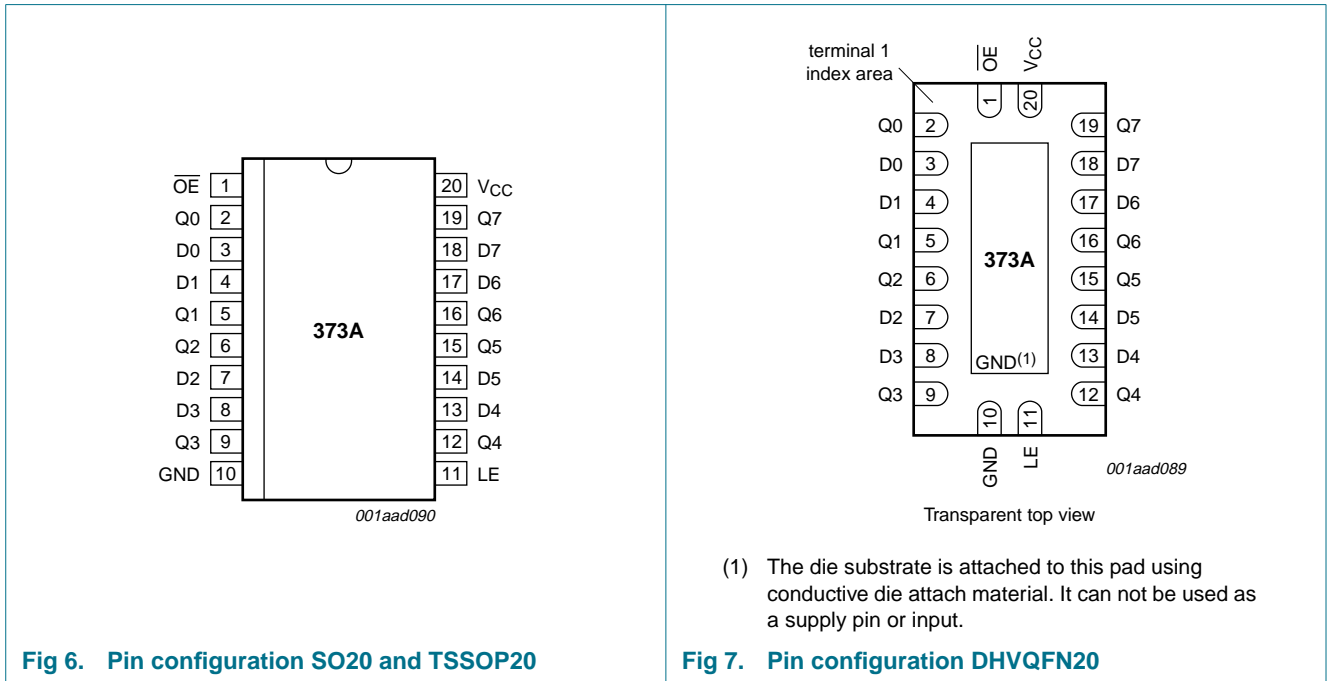 OE 1 20 VCC
Q0 2 19 Q7
D0 3 18 D7
D1 4 17 D6
Q1 5 16 Q6
373A
Q2 6 15 Q5
D2 7 14 D5
D3 8 13 D4
Q3 9 12 Q4
GND 10 11 LE
001aad090
Fig 6. Pin configuration SO20 and TSSOP20
terminal 1
index area
OE VCC
1 20
Q0 2 19 Q7
D0 3 18 D7
D1 4 17 D6
Q1 5 16 Q6
373A
Q2 6 15 Q5
D2 7 14 D5
D3 8 13 D4
GND(1)
Q3 9 12 Q4
10 11
GND LE
001aad089
Transparent top view
(1) The die substrate is attached to this pad using
conductive die attach material. It can not be used as
a supply pin or input.
Fig 7. Pin configuration DHVQFN20